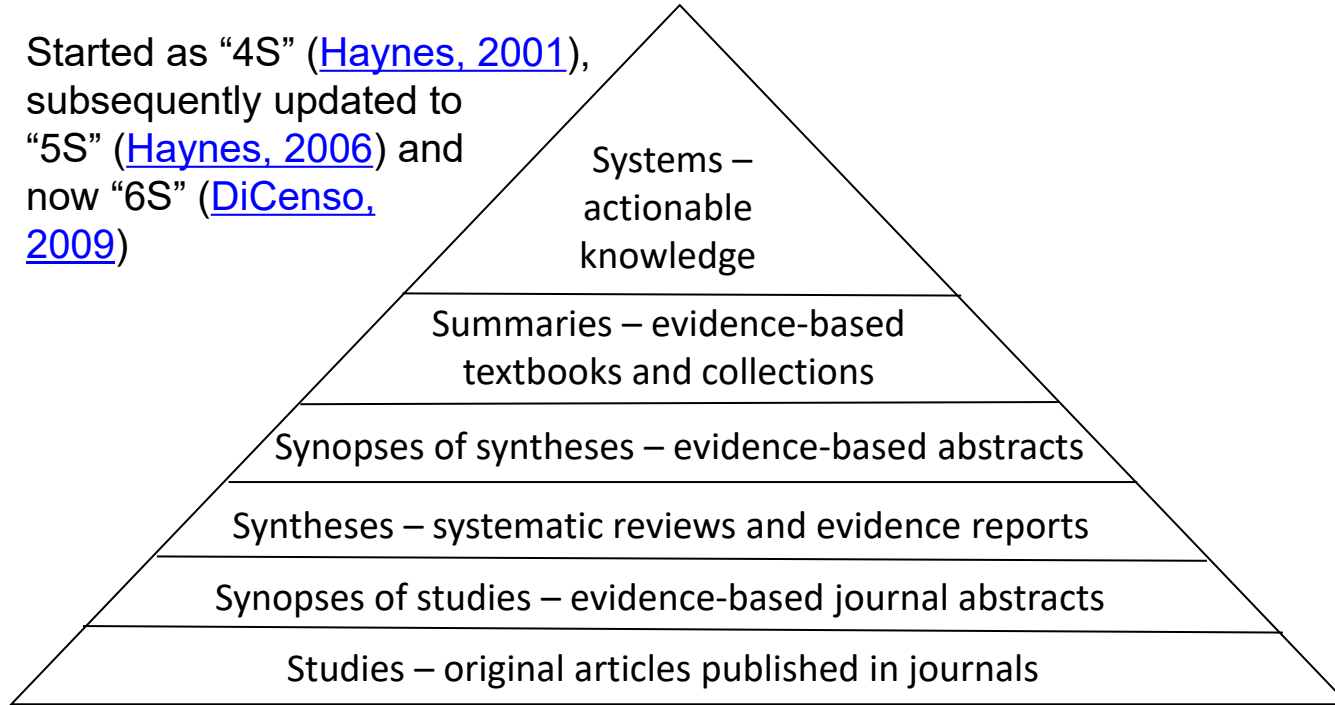 Started as “4S” (Haynes, 2001),
subsequently updated to
“5S” (Haynes, 2006) and
now “6S” (DiCenso,
2009)
Systems –
actionable
knowledge
Summaries – evidence-based
textbooks and collections
Synopses of syntheses – evidence-based abstracts
Syntheses – systematic reviews and evidence reports
Synopses of studies – evidence-based journal abstracts
Studies – original articles published in journals